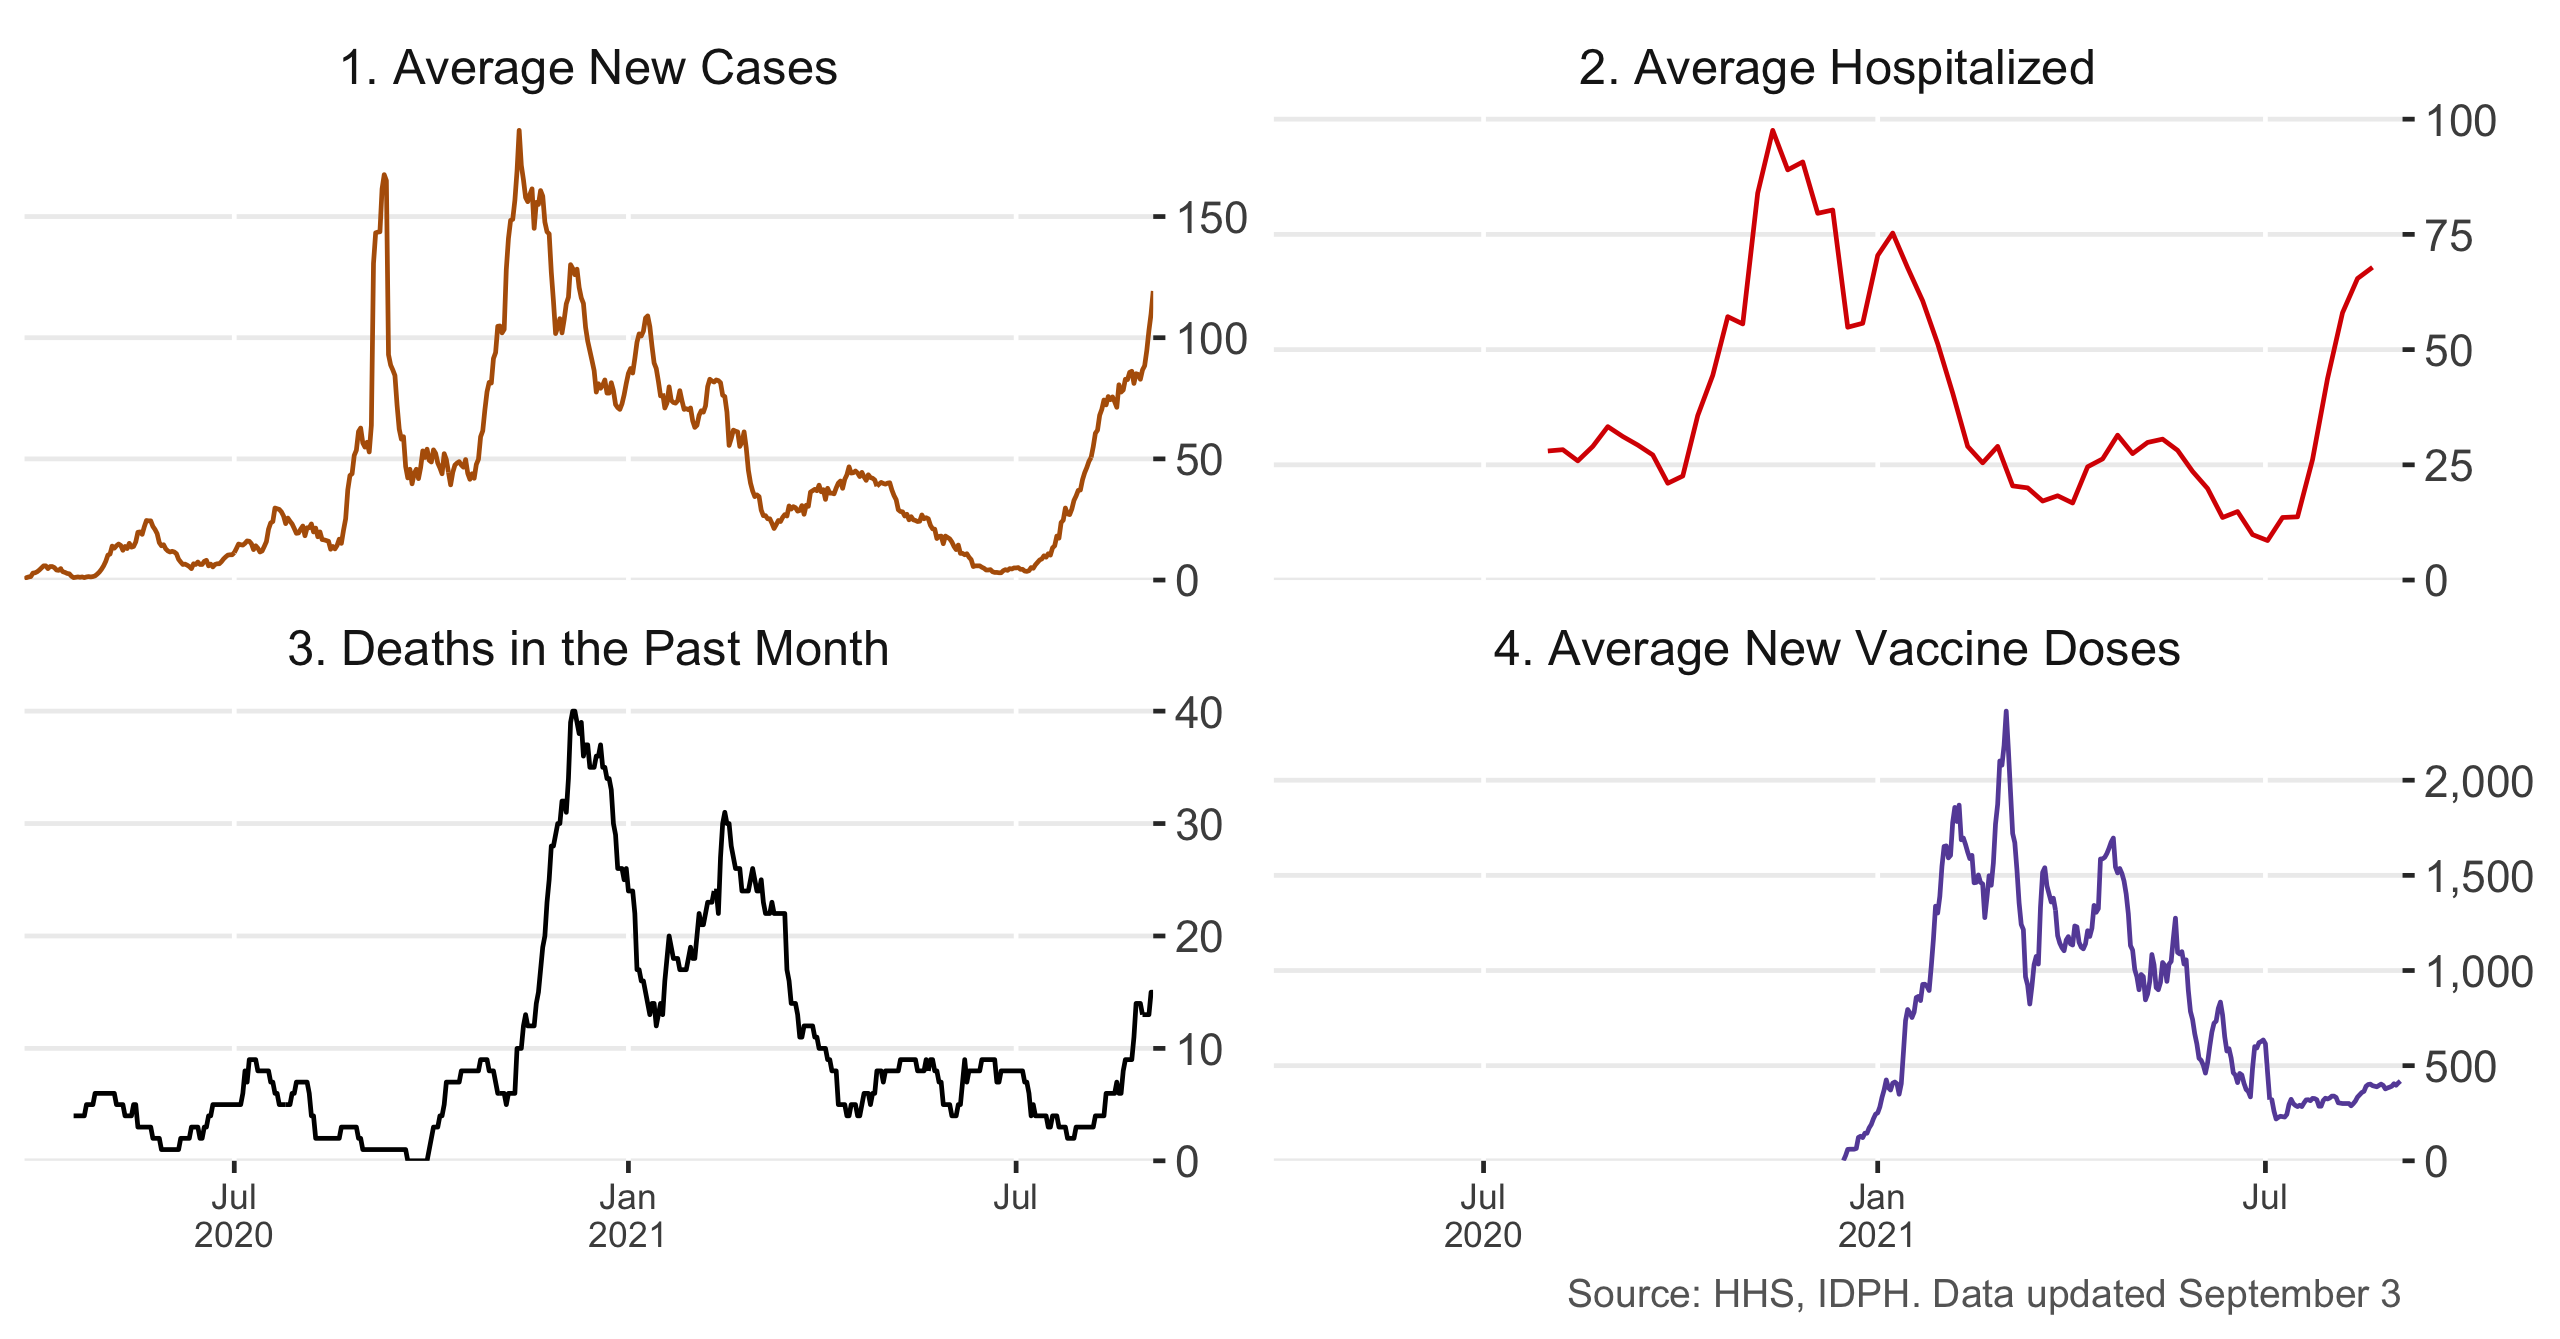 1. Average New Cases
150
100
50
0
2. Average Hospitalized
100
75
50
25
0
3. Deaths in the Past Month
40
30
20
10
0
Jul
2020
Jan
2021
Jul
4. Average New Vaccine Doses
2,000
1,500
1,000
500
0
Jul
2020
Jan
2021
Jul
Source: HHS, IDPH. Data updated September 3